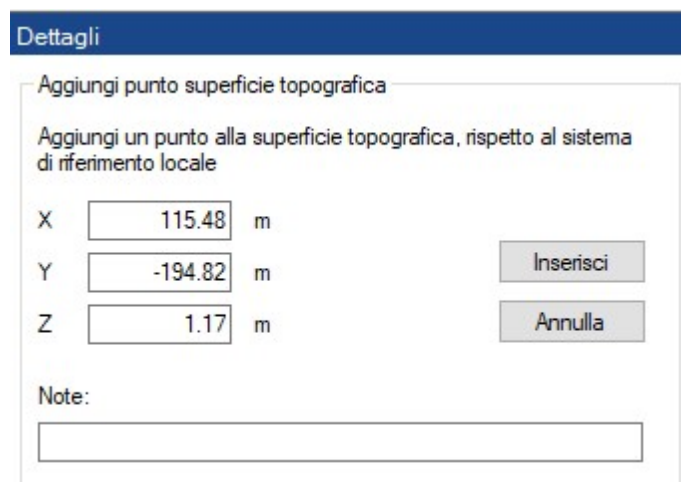 Dettagli
Aggiungi punto superficie topografica
Aggiungi un punto alla superficie topografica, rispetto al sistema
di riferimento locale
X 115.48 m
Y -194.82 m
Inserisci
Z 1.17 m
Annulla
Note: